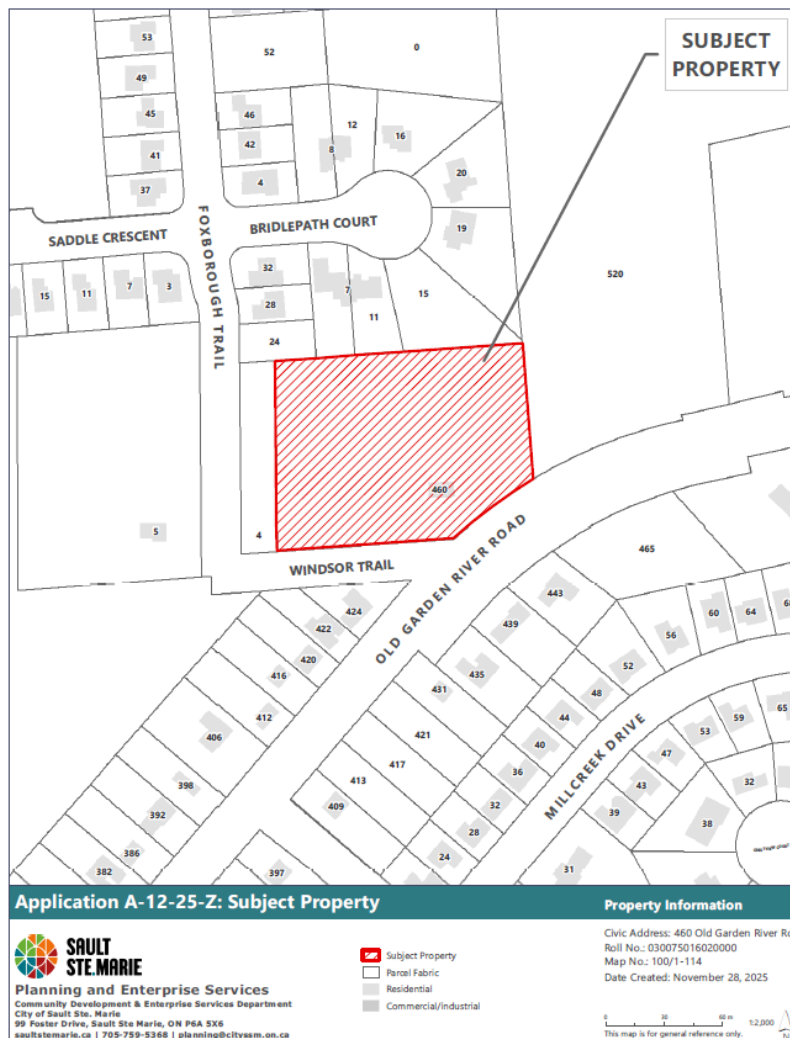 SUBJECT
PROPERTY
53
52
0
49
45
46
12
16
41
42
8
37
4
20
SADDLE CRESCENT
BRIDLEPATH COURT
19
FOXBOROUGH TRAIL
15
11
7
3
32
7
15
520
28
11
24
460
5
4
WINDSOR TRAIL
OLD GARDEN RIVER ROAD
465
424
443
422
439
60
64
56
420
52
416
435
431
48
65
412
44
59
406
421
40
53
47
417
MILLCREEK DRIVE
36
398
413
43
32
409
32
39
392
38
28
386
24
382
397
31
Application A-12-25-Z: Subject Property
SAULT
STE.MARIE
Planning and Enterprise Services
Community Development & Enterprise Services Department
City of Sault Ste. Marie
99 Foster Drive, Sault Ste Marie, ON P6A 5X6
saultstemarie.ca | 705-759-5368 | planning@cityssm.on.ca
Subject Property
Parcel Fabric
Residential
Commercial/industrial
Property Information
Civic Address: 460 Old Garden River Ro
Roll No.: 030075016020000
Map No.: 100/1-114
Date Created: November 28, 2025
0 30 60 m
1:2,000
This map is for general reference only.